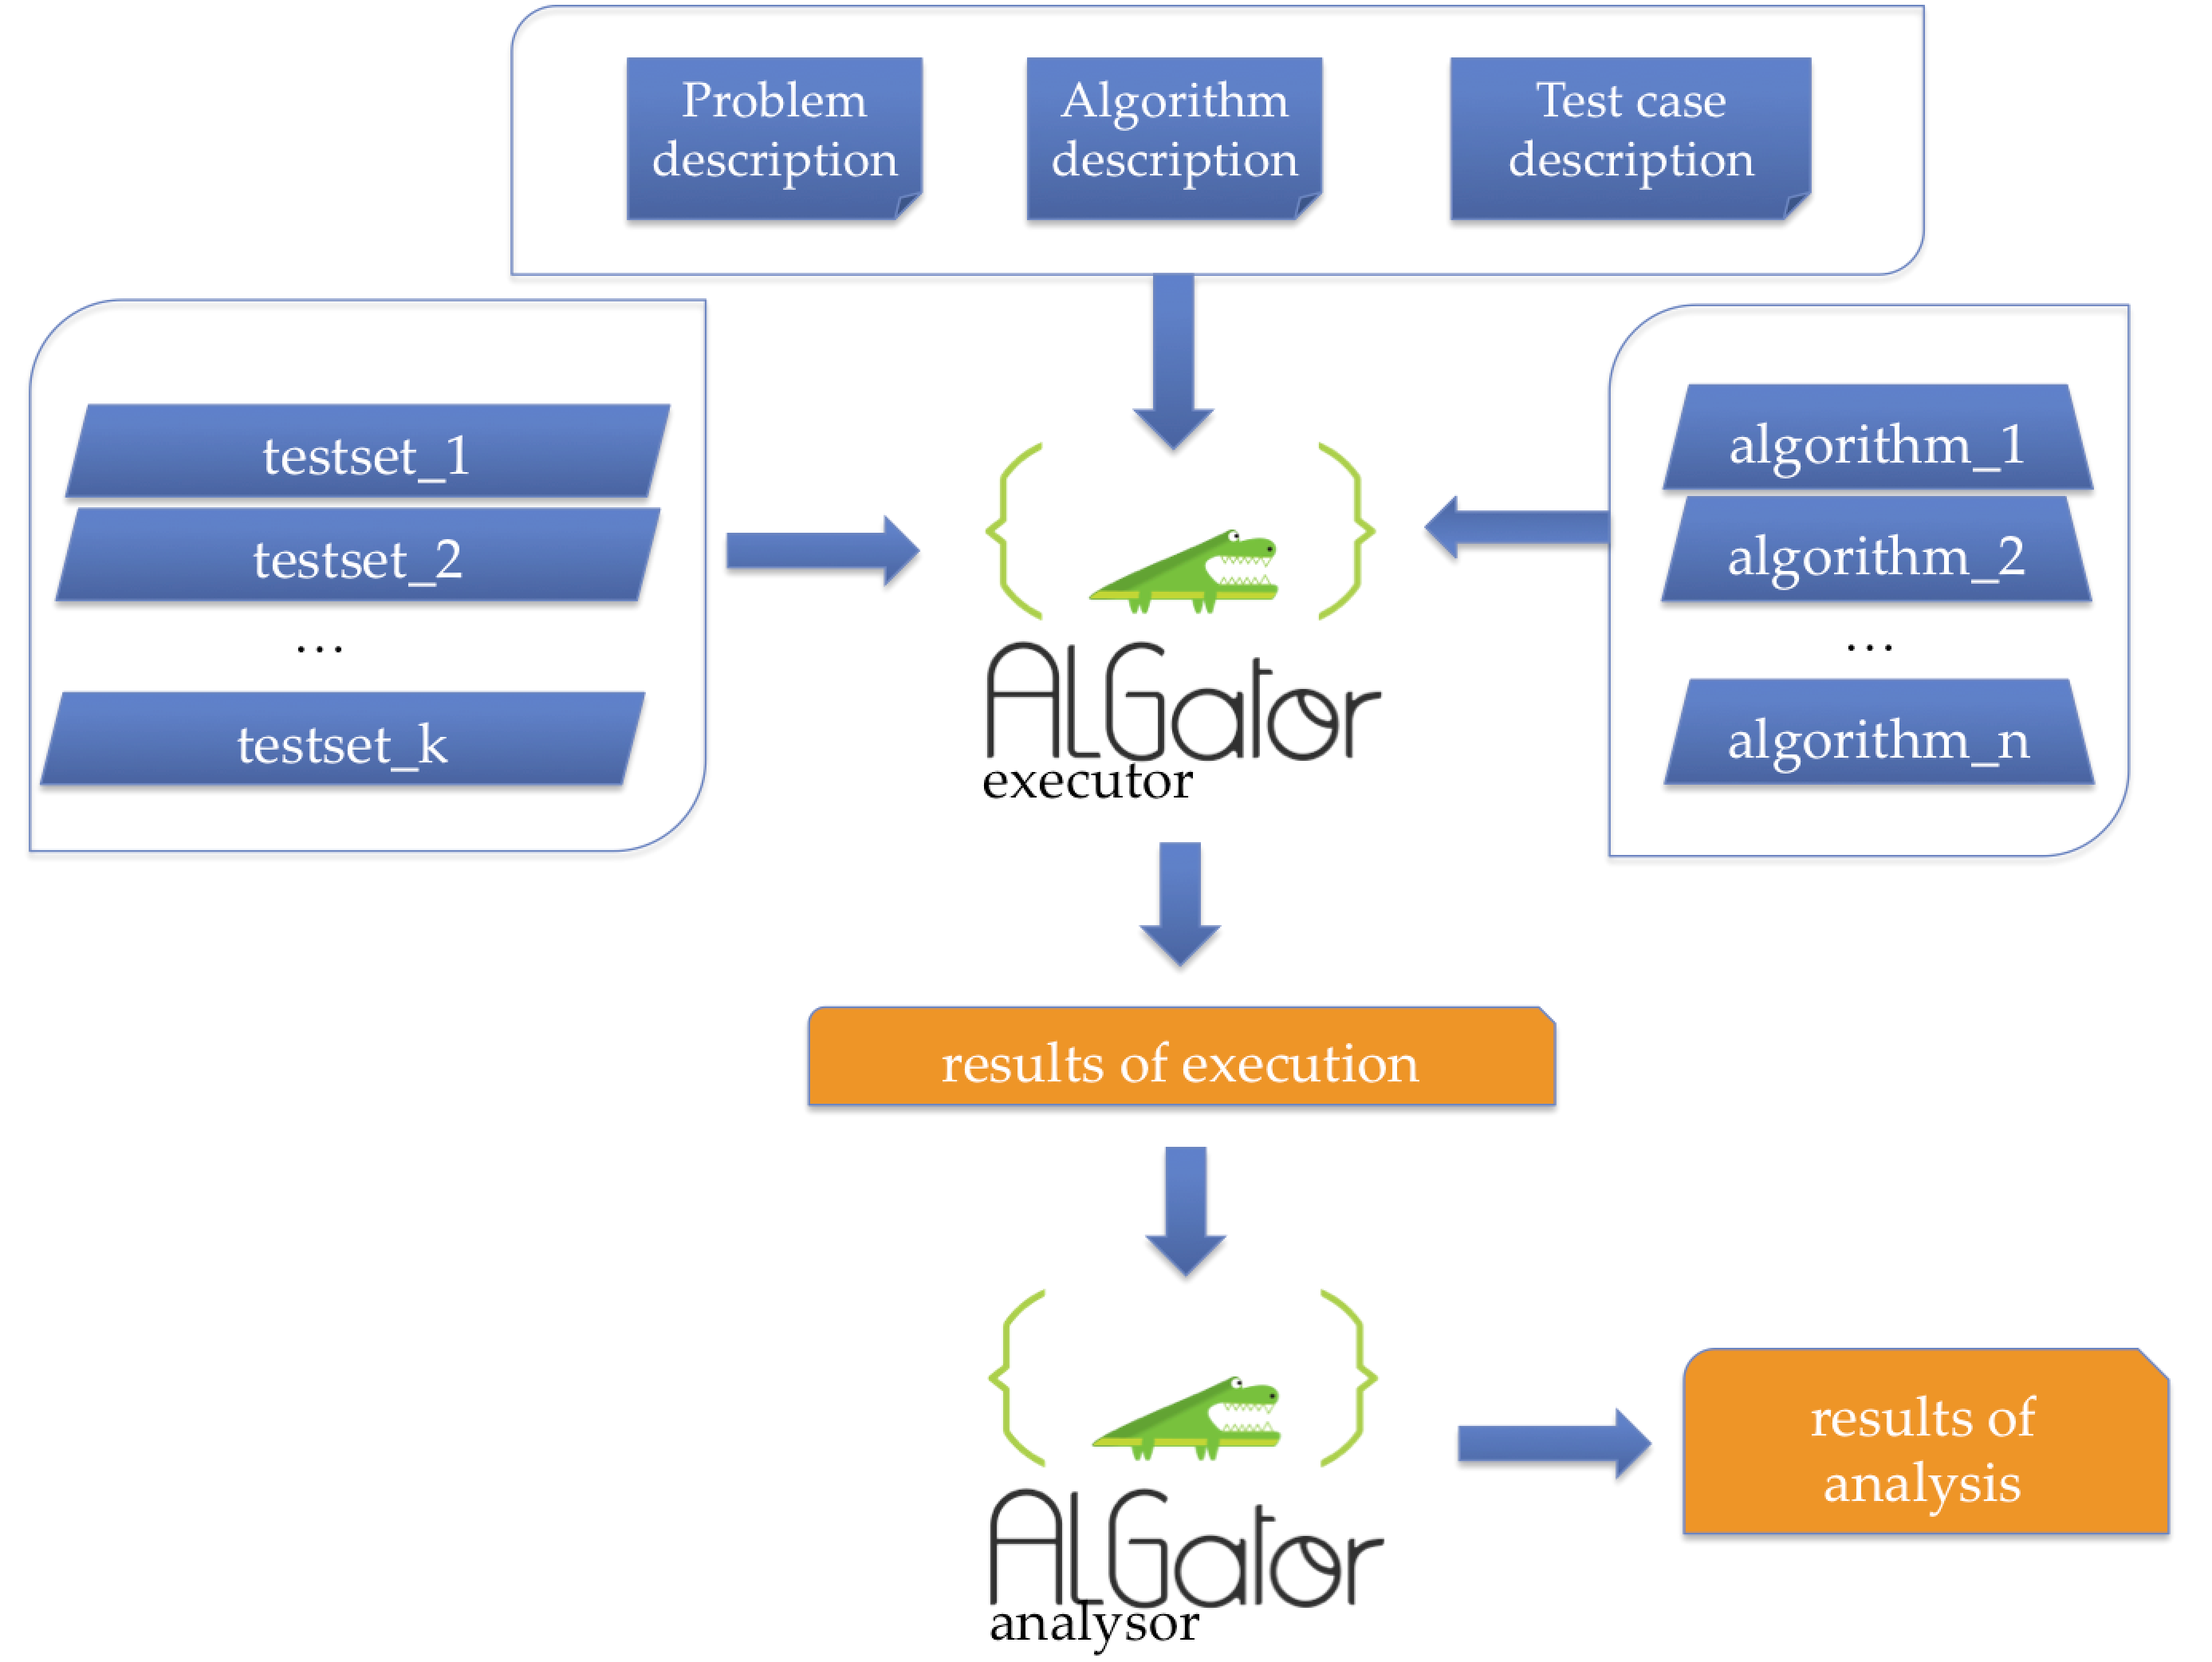 Problem
description
Algorithm
description
Test case
description
testset_1
testset_2
...
testset_k
ALGator
executor
algorithm_1
algorithm_2
...
algorithm_n
results of execution
ALGator
analysor
results of
analysis